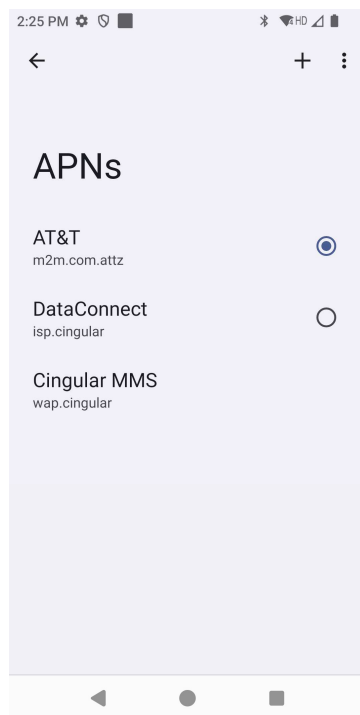 2:25 PM
HD
APNs
AT&T
m2m.com.attz
DataConnect
isp.cingular
Cingular MMS
wap.cingular